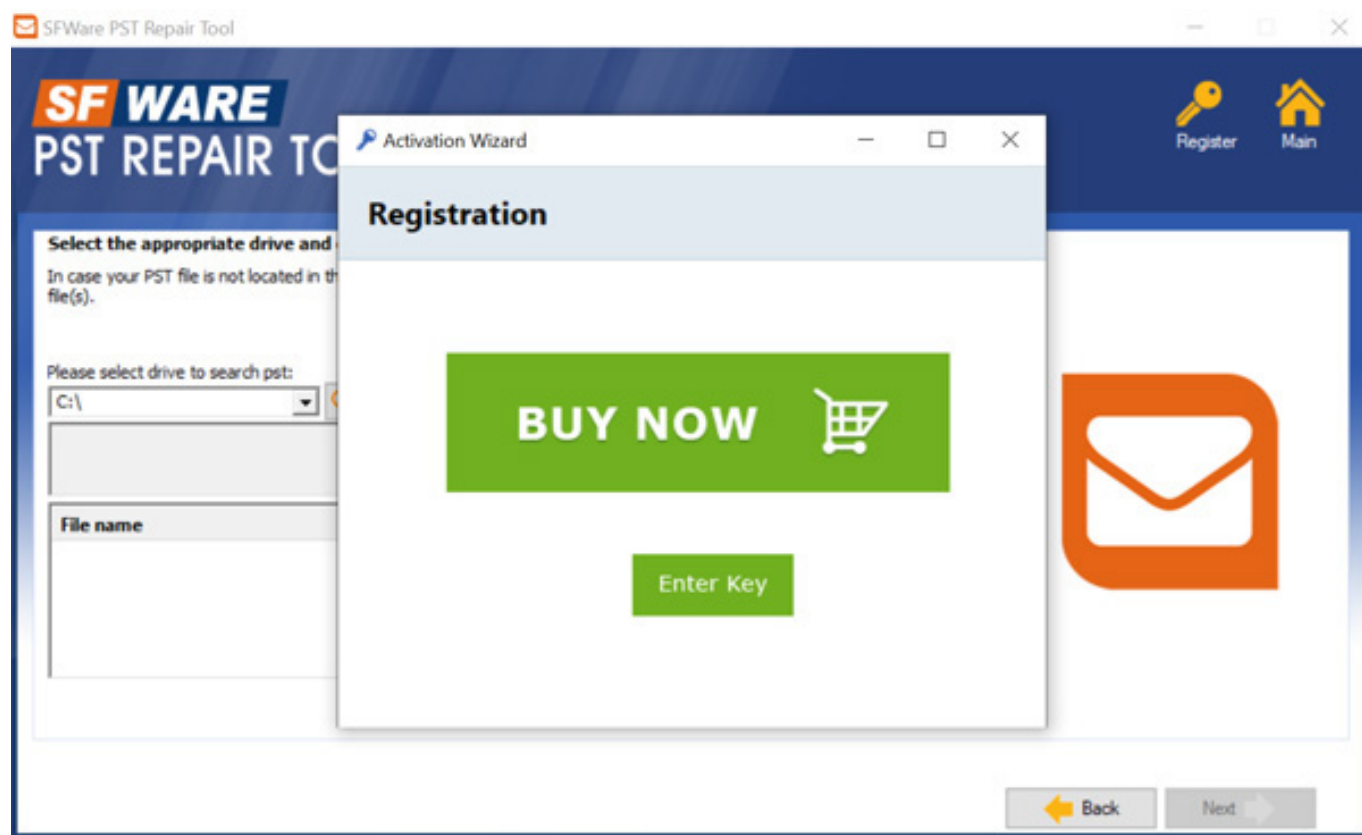 SFWare PST Repair Tool
SF WARE
PST REPAIR TO
Register
Main
Activation Wizard
Registration
Select the appropriate drive and
In case your PST file is not located in th
file(s).
Please select drive to search pst:
C:\
BUY NOW
File name
Enter Key
Back
Next